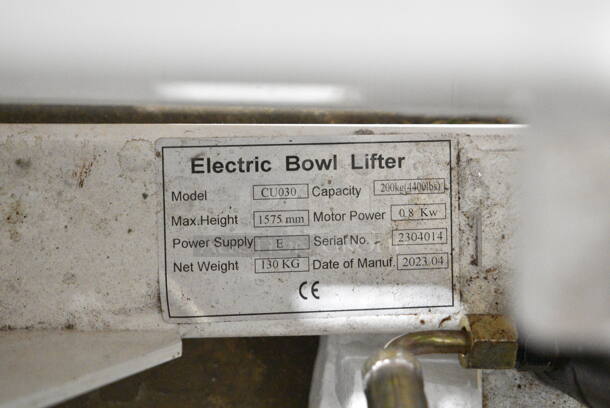 Electric Bowl Lifter
Model CU030 Capacity 200kg(4400lbs)
Max.Height 1575 mm Motor Power 0.8 Kw
Power Supply E Serial No. 2304014
Net Weight 130 KG Date of Manuf. 2023.04
CE